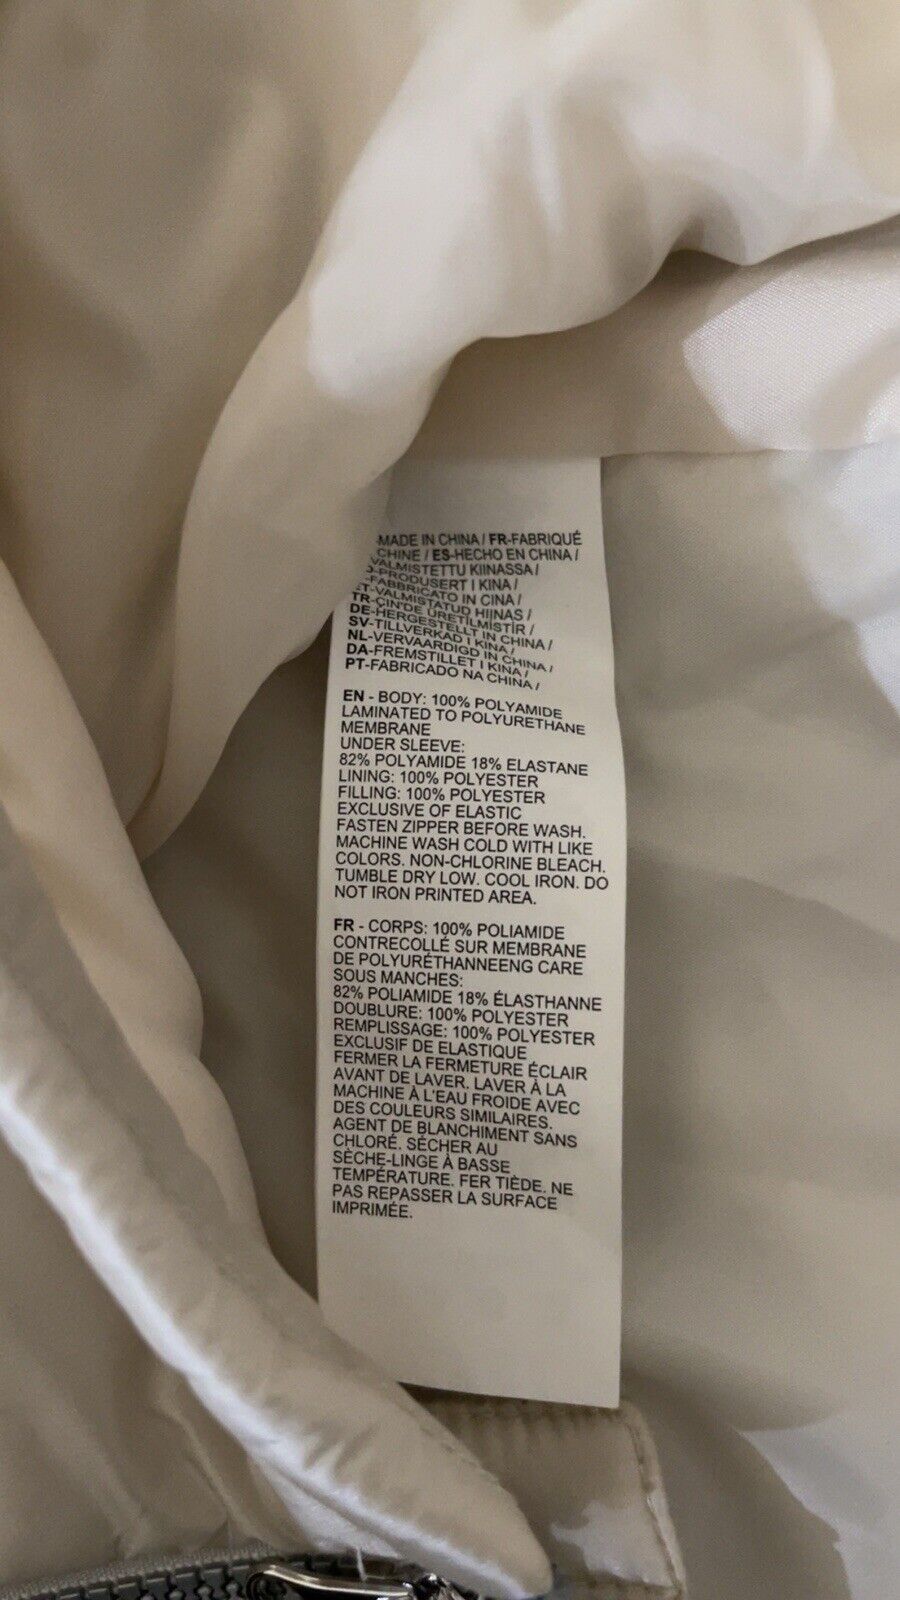 -MADE IN CHINA / FR-FABRIQUÉ
CHINE / ES-HECHO EN CHINA /
VALMISTETTU KIINASSA /
-PRODUSERT I KINA /
-FABBRICATO IN CINA /
ET-VALMISTATUD HIINAS /
TR-ÇIN'DE ÜRETİLMİSTİR /
DE-HERGESTELLT IN CHINA /
SV-TILLVERKAD I KINA /
NL-VERVAARDIGD IN CHINA /
DA-FREMSTILLET I KINA /
PT-FABRICADO NA CHINA /
EN - BODY: 100% POLYAMIDE
LAMINATED TO POLYURETHANE
MEMBRANE
UNDER SLEEVE:
82% POLYAMIDE 18% ELASTANE
LINING: 100% POLYESTER
FILLING: 100% POLYESTER
EXCLUSIVE OF ELASTIC
FASTEN ZIPPER BEFORE WASH.
MACHINE WASH COLD WITH LIKE
COLORS. NON-CHLORINE BLEACH.
TUMBLE DRY LOW. COOL IRON. DO
NOT IRON PRINTED AREA.
FR - CORPS: 100% POLIAMIDE
CONTRECOLLÉ SUR MEMBRANE
DE POLYURÉTHANNEENG CARE
SOUS MANCHES:
82% POLIAMIDE 18% ÉLASTHANNE
DOUBLURE: 100% POLYESTER
REMPLISSAGE: 100% POLYESTER
EXCLUSIF DE ELASTIQUE
FERMER LA FERMETURE ÉCLAIR
AVANT DE LAVER. LAVER À LA
MACHINE À L'EAU FROIDE AVEC
DES COULEURS SIMILAIRES.
AGENT DE BLANCHIMENT SANS
CHLORÉ. SÉCHER AU
SÈCHE-LINGE À BASSE
TEMPÉRATURE. FER TIÈDE. NE
PAS REPASSER LA SURFACE
IMPRIMÉE.